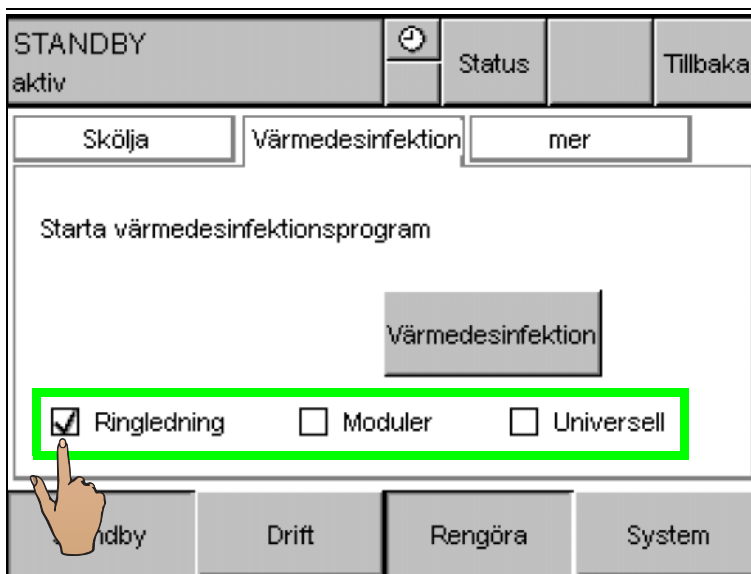 STANDBY
aktiv
Status
Tillbaka
Skölja
Värmedesinfektion
mer
Starta värmedesinfektionsprogram
Värmedesinfektion
Ringledning Moduler Universell
Drift Rengöra System